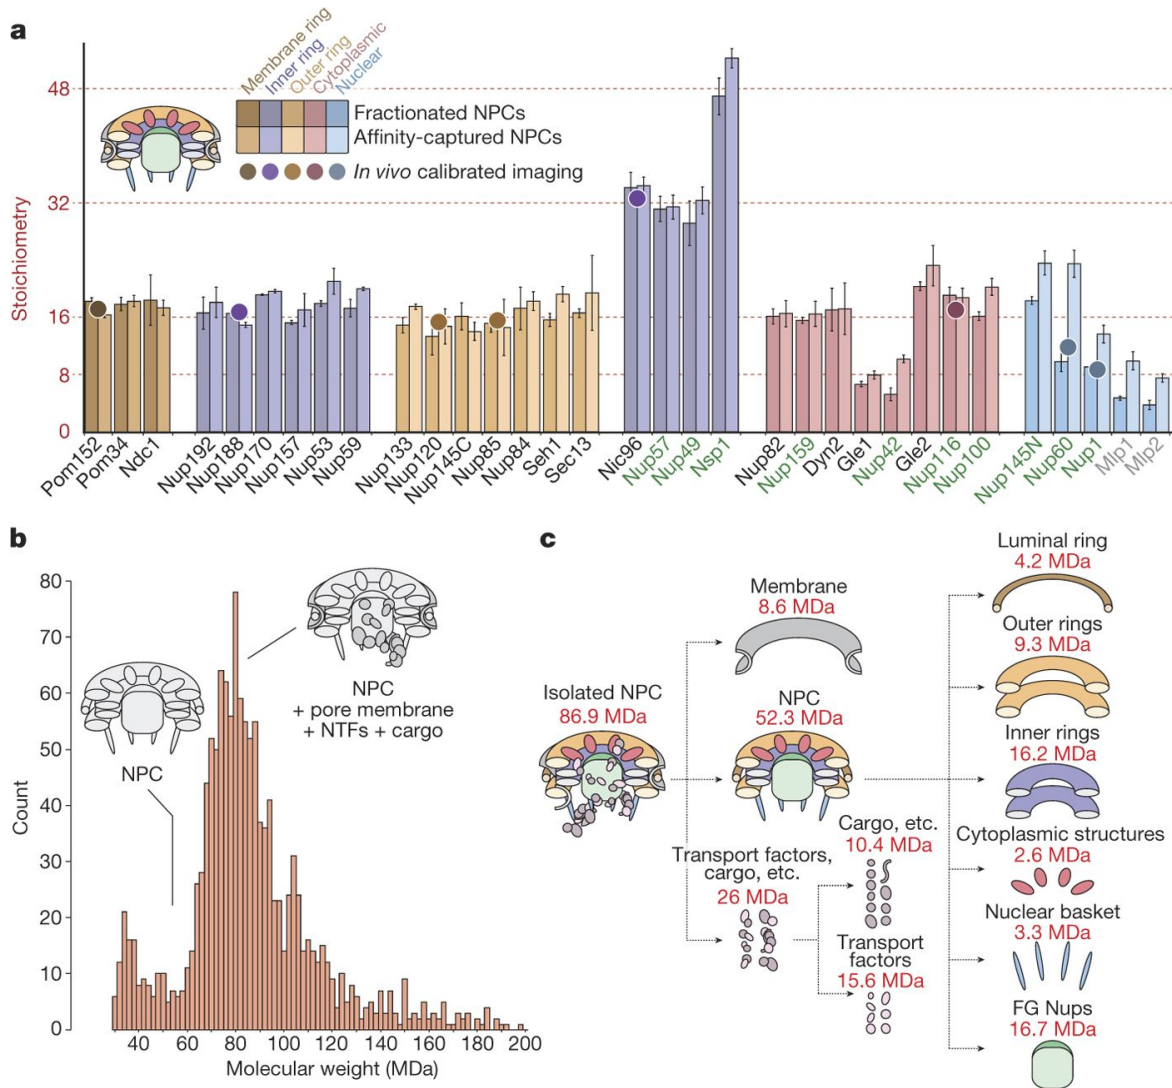 a
Membrane ring
Inner ring
Outer ring
Cytoplasmic
Nuclear
Fractionated NPCs
Affinity-captured NPCs
In vivo calibrated imaging
Stoichiometry
48
32
16
8
0
Pom152
Pom34
Ndc1
Nup192
Nup188
Nup170
Nup157
Nup53
Nup59
Nup133
Nup120
Nup145C
Nup85
Nup84
Seh1
Sec13
Nic96
Nup57
Nup49
Nsp1
Nup82
Nup159
Dyn2
Gle1
Nup42
Gle2
Nup116
Nup100
Nup145N
Nup60
Nup1
Mlp1
Mlp2
b
80
70
60
50
40
30
20
10
0
Count
NPC
NPC
+ pore membrane
+ NTFs + cargo
40
60
80
100
120
140
160
180
200
Molecular weight (MDa)
c
Isolated NPC
86.9 MDa
Membrane
8.6 MDa
NPC
52.3 MDa
Transport factors,
cargo, etc.
26 MDa
Cargo, etc.
10.4 MDa
Transport
factors
15.6 MDa
Luminal ring
4.2 MDa
Outer rings
9.3 MDa
Inner rings
16.2 MDa
Cytoplasmic structures
2.6 MDa
Nuclear basket
3.3 MDa
FG Nups
16.7 MDa